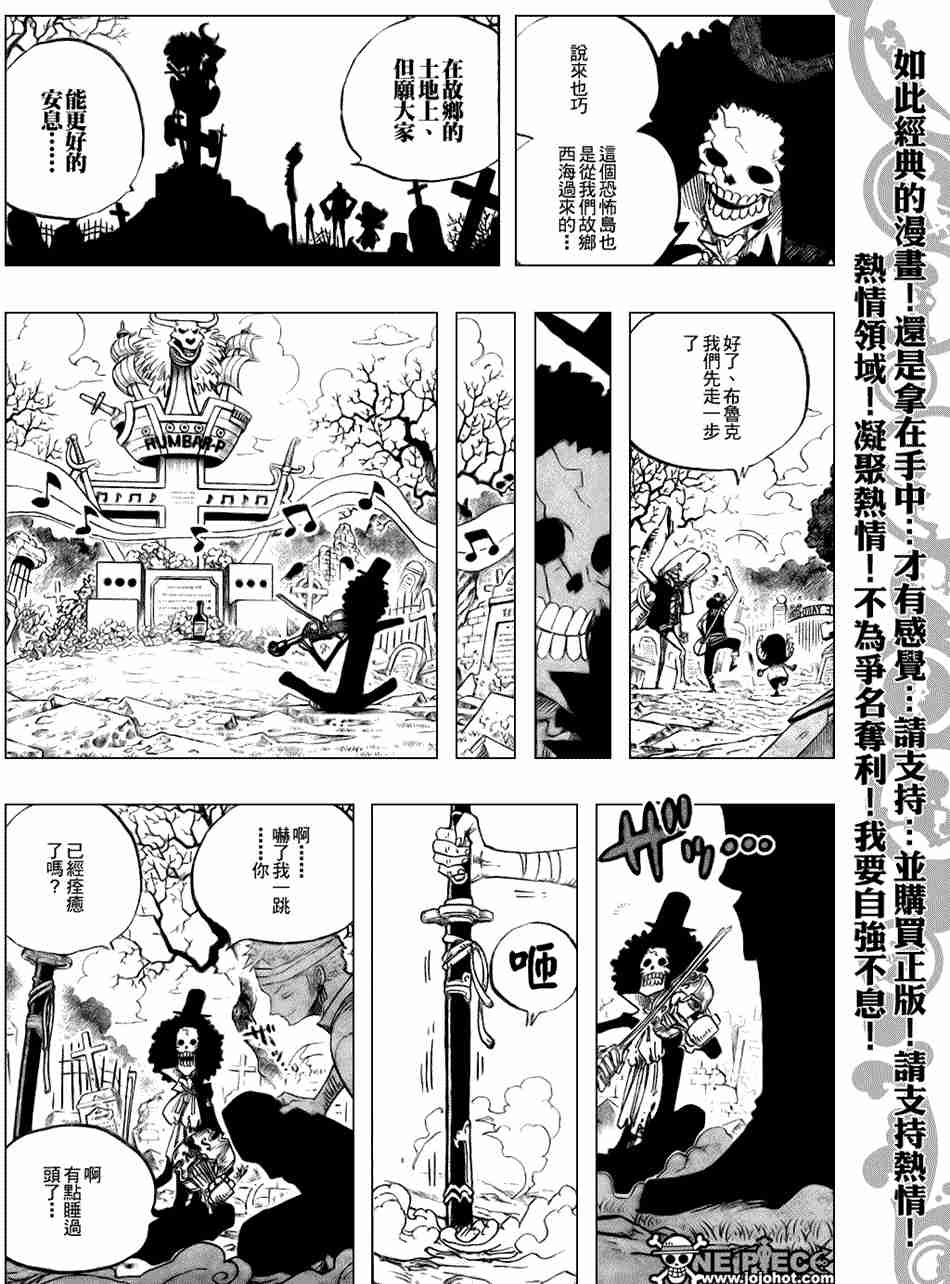 說來也巧
這個恐怖島也
是從我們故鄉
西海過來的…
在故鄉的
土地上、
但願大家
能更好的
安息……
好了、布魯克
我們先走一步
了
RUMBAR-P
ザッ
咂
啊……
嚇了我一跳
……你
已經痊癒
了嗎?
啊
有點睡過
頭了…
如此經典的漫畫!還是拿在手中…才有感覺…請支持…並購買正版!請支持熱情!
熱情領域!凝聚熱情!不為爭名奪利!我要自強不息!
ONE PIECE
www.jojohot.com